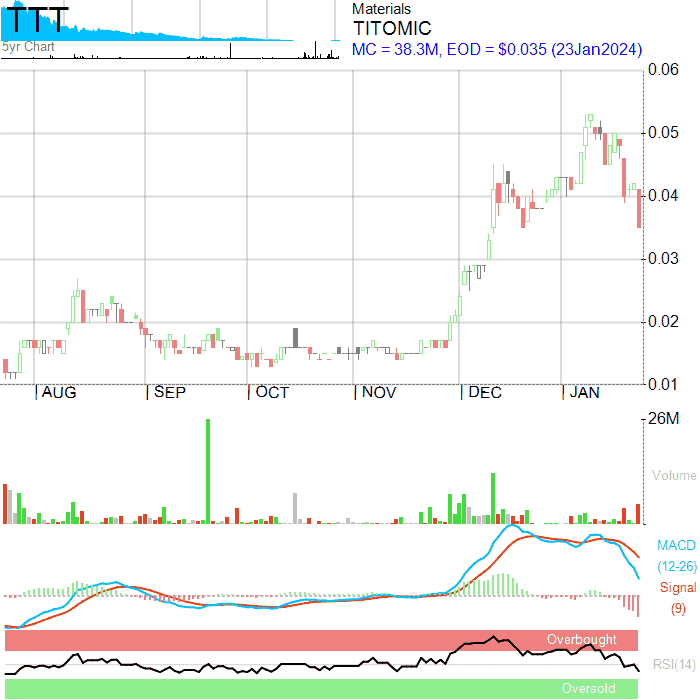 TTT
5yr Chart
Materials
TITOMIC
MC = 38.3M, EOD = $0.035 (23Jan2024)
0.06
0.05
0.04
0.03
0.02
0.01
AUG
SEP
OCT
NOV
DEC
JAN
26M
Volume
MACD
(12-26)
Signal
(9)
Overbought
RSI(14)
Oversold